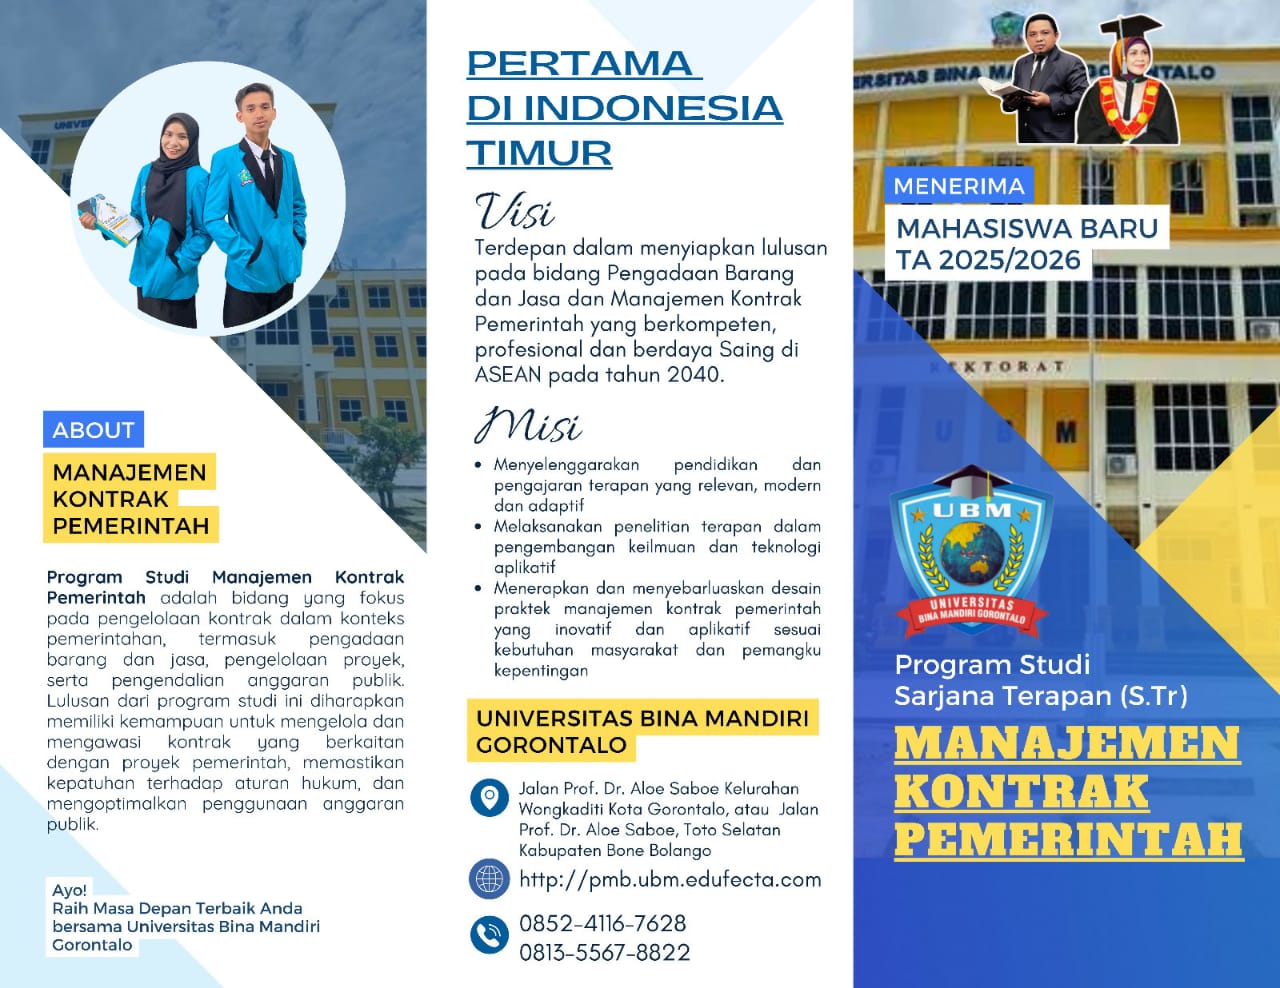 ABOUT
MANAJEMEN
KONTRAK
PEMERINTAH
Program Studi Manajemen Kontrak
Pemerintah adalah bidang yang fokus
pada pengelolaan kontrak dalam konteks
pemerintahan, termasuk pengadaan
barang dan jasa, pengelolaan proyek,
serta pengendalian anggaran publik.
Lulusan dari program studi ini diharapkan
memiliki kemampuan untuk mengelola dan
mengawasi kontrak yang berkaitan
dengan proyek pemerintah, memastikan
kepatuhan terhadap aturan hukum, dan
mengoptimalkan penggunaan anggaran
publik.
Ayo!
Raih Masa Depan Terbaik Anda
bersama Universitas Bina Mandiri
Gorontalo
PERTAMA
DI INDONESIA
TIMUR
Visi
Terdepan dalam menyiapkan lulusan
pada bidang Pengadaan Barang
dan Jasa dan Manajemen Kontrak
Pemerintah yang berkompeten,
profesional dan berdaya Saing di
ASEAN pada tahun 2040.
Misi
• Menyelenggarakan pendidikan dan
pengajaran terapan yang relevan, modern
dan adaptif
• Melaksanakan penelitian terapan dalam
pengembangan keilmuan dan teknologi
aplikatif
• Menerapkan dan menyebarluaskan desain
praktek manajemen kontrak pemerintah
yang inovatif dan aplikatif sesuai
kebutuhan masyarakat dan pemangku
kepentingan
UNIVERSITAS BINA MANDIRI
GORONTALO
Jalan Prof. Dr. Aloe Saboe Kelurahan
Wongkaditi Kota Gorontalo, atau Jalan
Prof. Dr. Aloe Saboe, Toto Selatan
Kabupaten Bone Bolango
http://pmb.ubm.edufecta.com
0852-4116-7628
0813-5567-8822
MENERIMA
MAHASISWA BARU
TA 2025/2026
REKTORAT
U B M
UBM
UNIVERSITAS
BINA MANDIRI GORONTALO
Program Studi
Sarjana Terapan (S.Tr)
MANAJEMEN
KONTRAK
PEMERINTAH